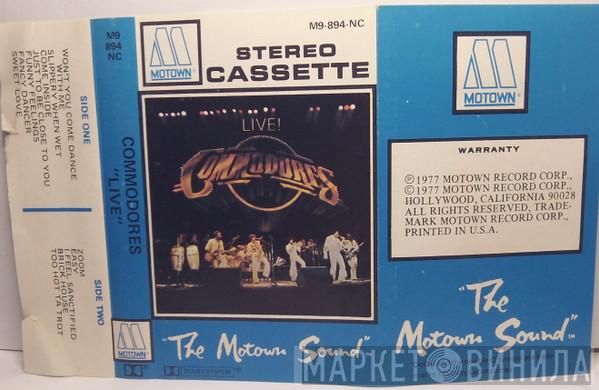 SIDE ONE
WON'T YOU COME DANCE
WITH ME
SLIPPERY WHEN WET
COME INSIDE
JUST TO BE CLOSE TO YOU
FUNNY FEELINGS
FANCY DANCER
SWEET LOVE
SIDE TWO
ZOOM
EASY
I FEEL SANCTIFIED
BRICK HOUSE
TOO HOT TA TROT
M9
894
NC
MOTOWN®
COMMODORES
"LIVE"
MOTOWN
M9-894-NC
MOTOWN®
STEREO
CASSETTE
LIVE!
COMMODORES
"The Motown Sound"™
DOLBY SYSTEM®
MOTOWN®
WARRANTY
Ⓟ 1977 MOTOWN RECORD CORP.
© 1977 MOTOWN RECORD CORP.,
HOLLYWOOD, CALIFORNIA 90028
ALL RIGHTS RESERVED, TRADE-
MARK MOTOWN RECORD CORP.,
PRINTED IN U.S.A.
"The
Motown Sound"™
МАРКЕТ ВИНИЛА